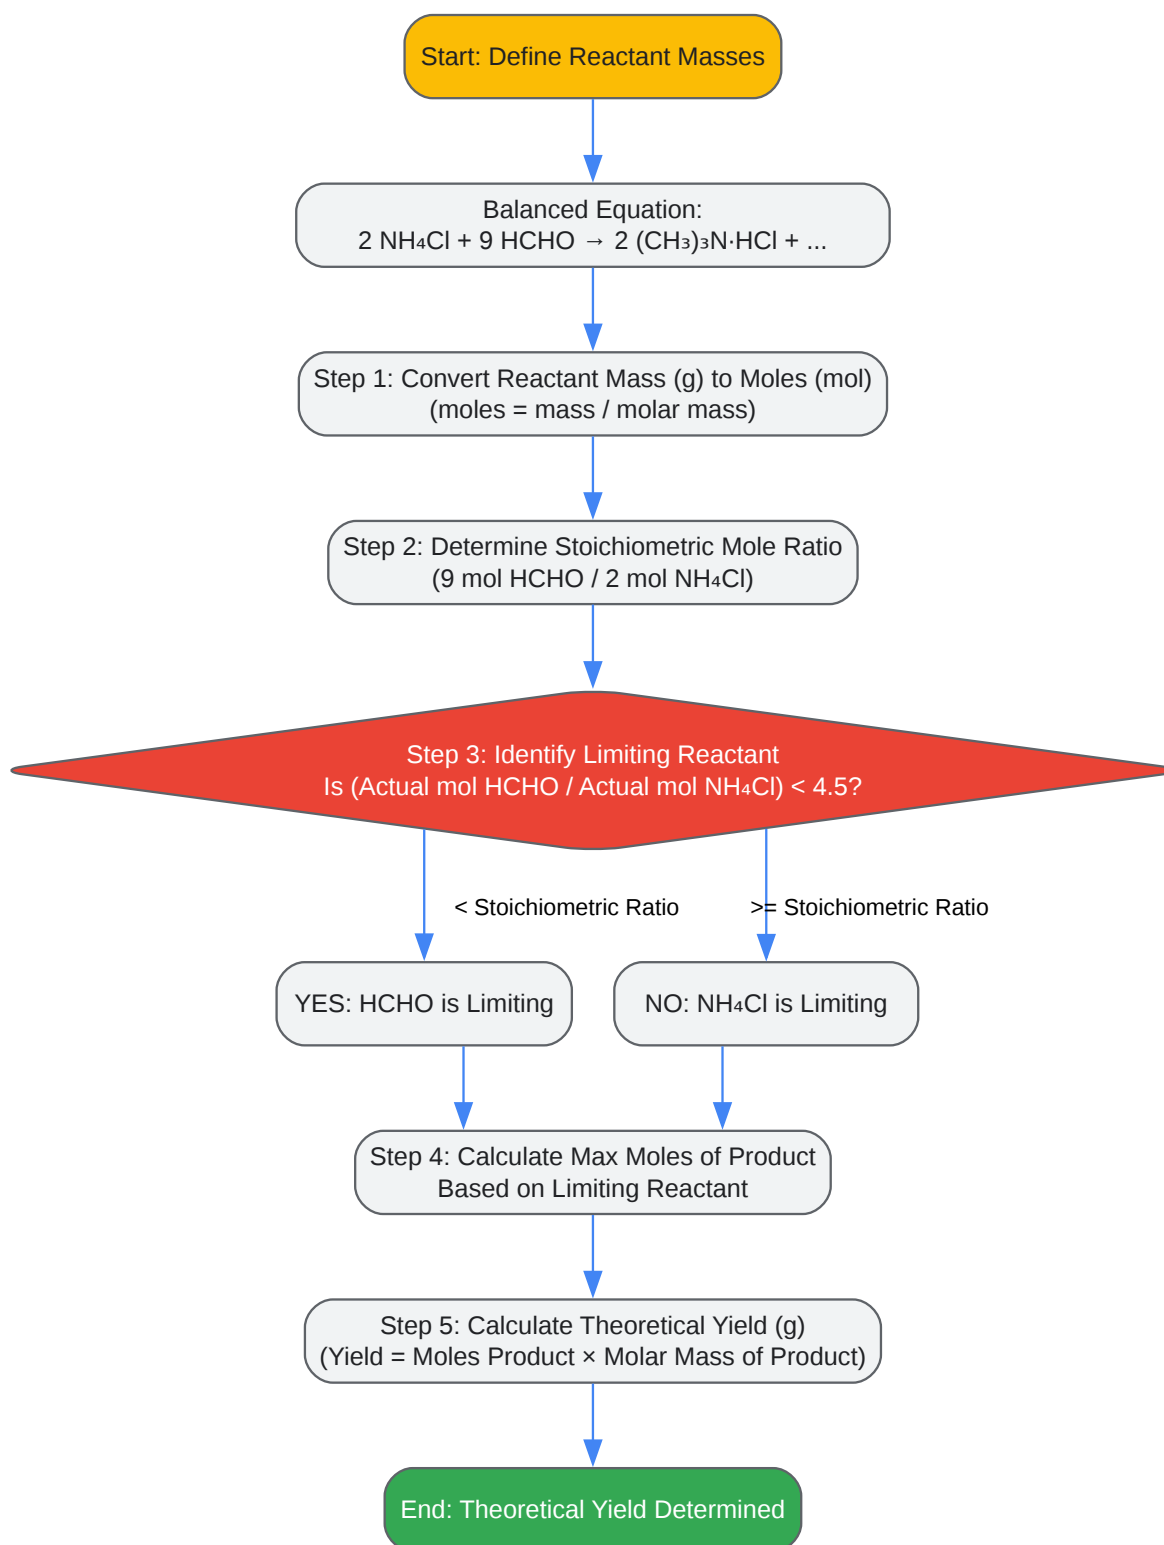 Start: Define Reactant Masses
Balanced Equation:
2 NH₄Cl + 9 HCHO → 2 (CH₃)₃N·HCl + ...
Step 1: Convert Reactant Mass (g) to Moles (mol)
(moles = mass / molar mass)
Step 2: Determine Stoichiometric Mole Ratio
(9 mol HCHO / 2 mol NH₄Cl)
Step 3: Identify Limiting Reactant
Is (Actual mol HCHO / Actual mol NH₄Cl) < 4.5?
< Stoichiometric Ratio
>= Stoichiometric Ratio
YES: HCHO is Limiting
NO: NH₄Cl is Limiting
Step 4: Calculate Max Moles of Product
Based on Limiting Reactant
Step 5: Calculate Theoretical Yield (g)
(Yield = Moles Product × Molar Mass of Product)
End: Theoretical Yield Determined